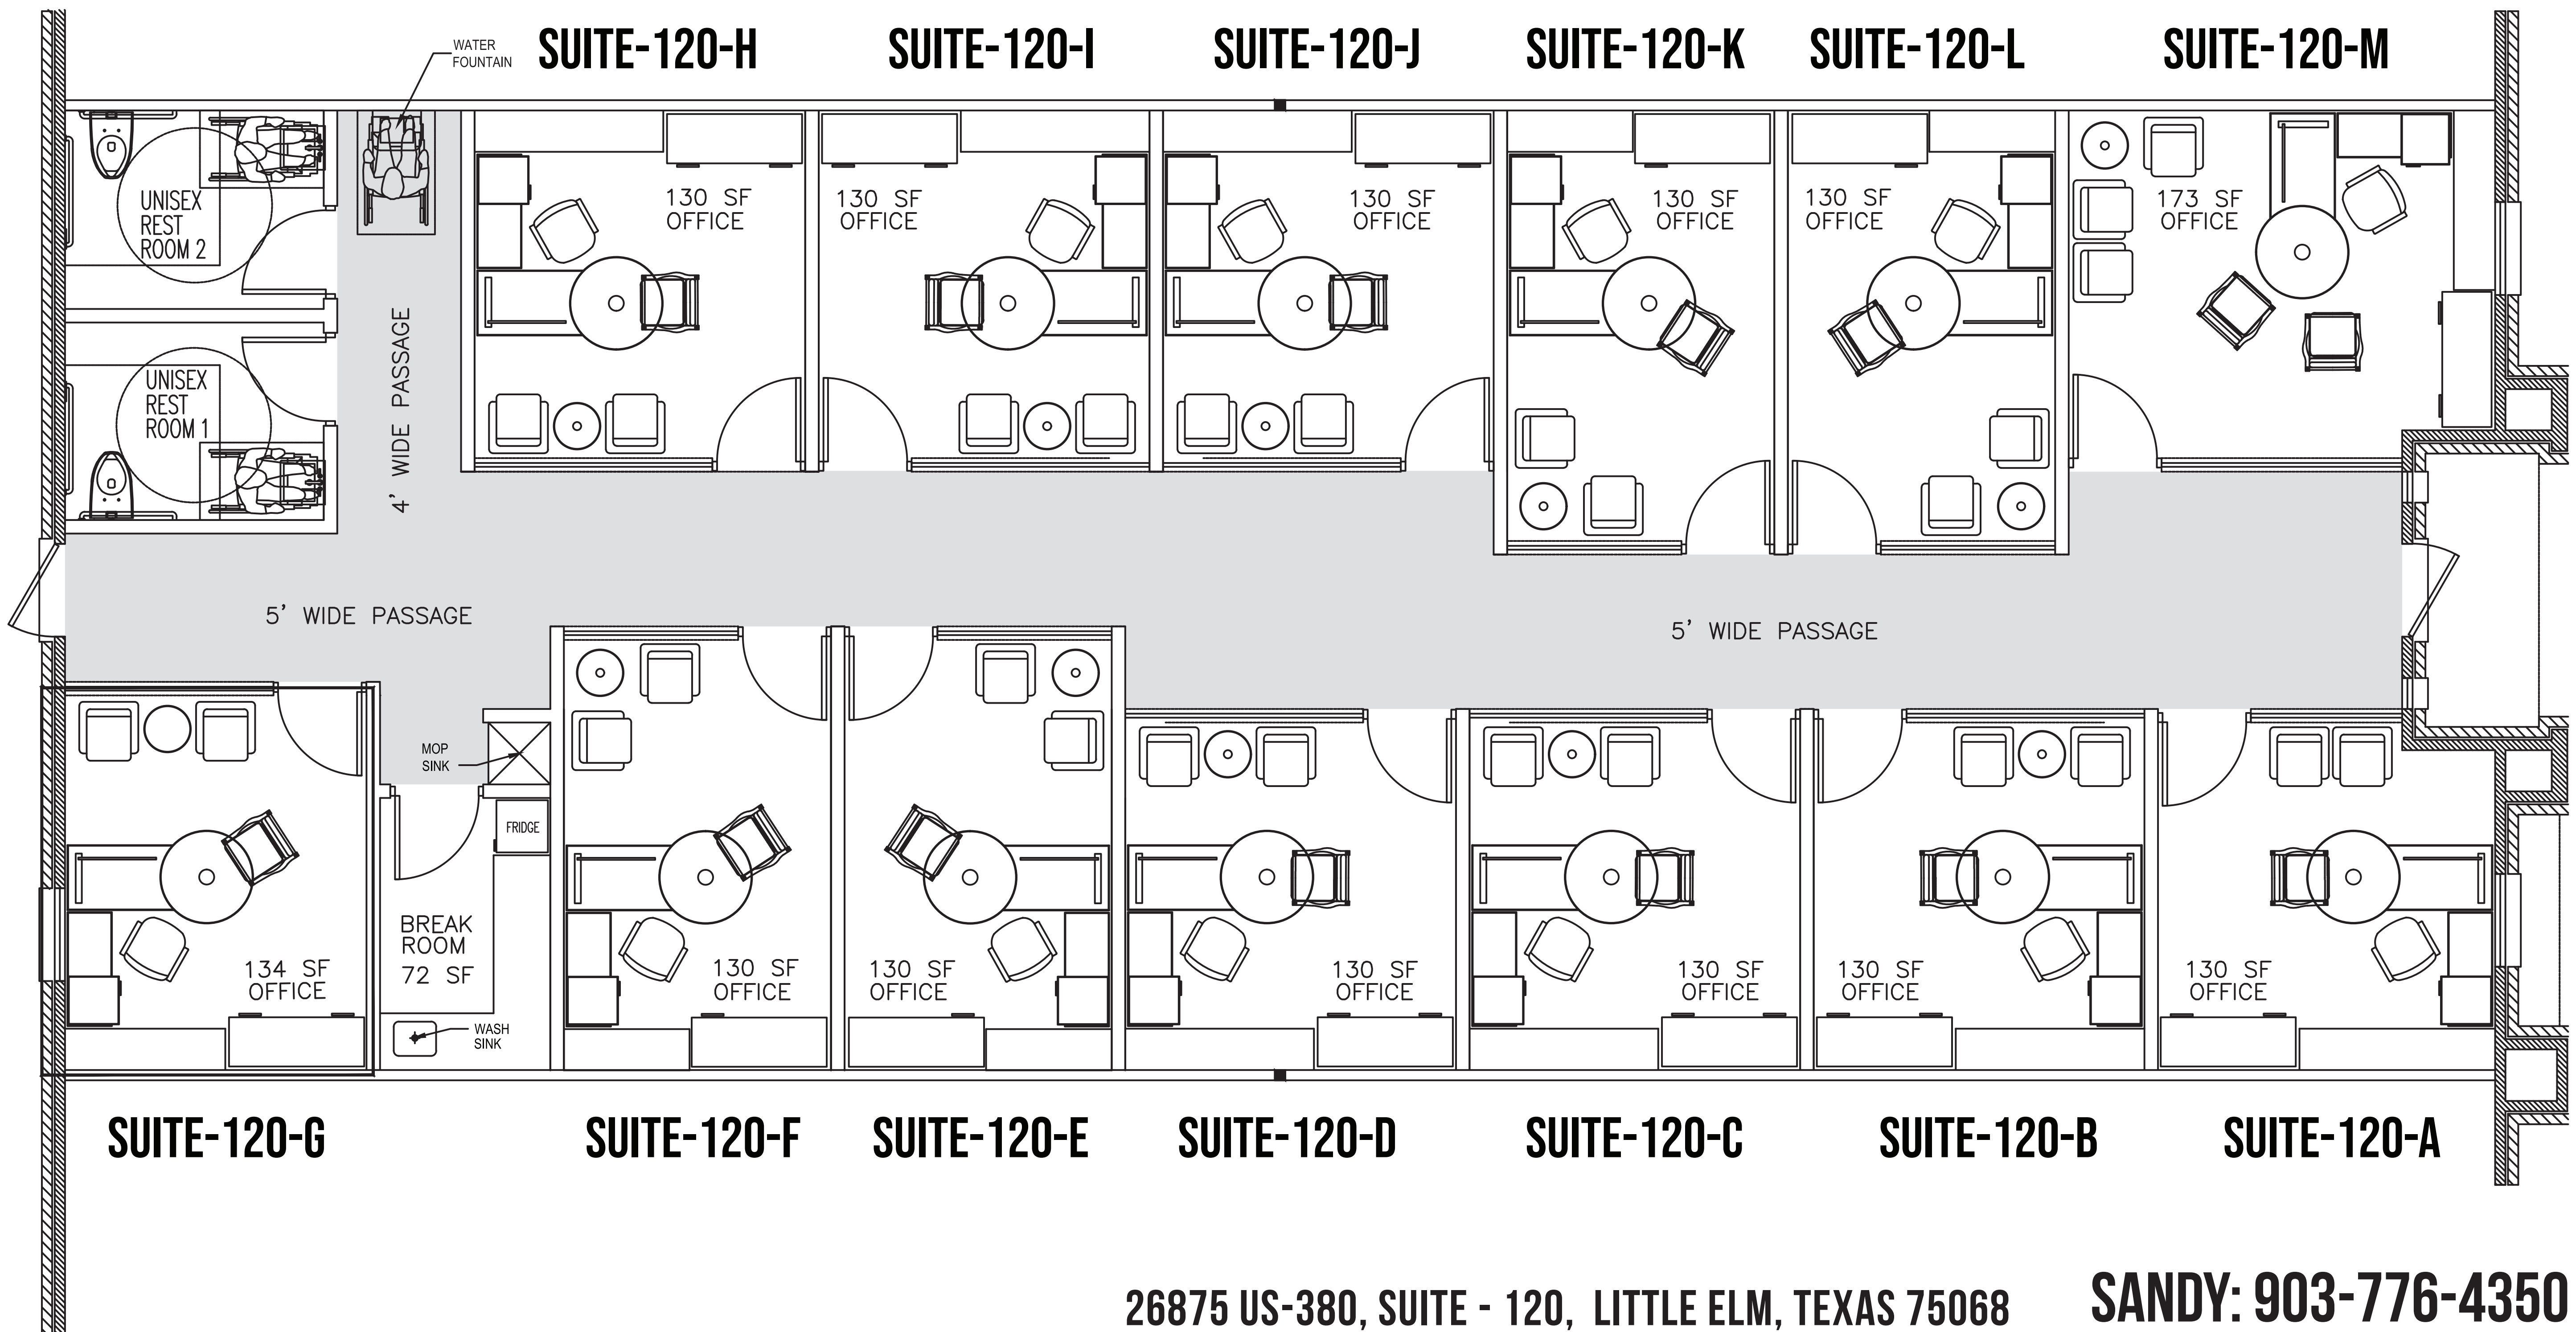 WATER
FOUNTAIN
SUITE-120-H
SUITE-120-I
SUITE-120-J
SUITE-120-K
SUITE-120-L
SUITE-120-M
UNISEX
REST
ROOM 2
130 SF
OFFICE
130 SF
OFFICE
130 SF
OFFICE
130 SF
OFFICE
130 SF
OFFICE
173 SF
OFFICE
UNISEX
REST
ROOM 1
4' WIDE PASSAGE
5' WIDE PASSAGE
5' WIDE PASSAGE
MOP
SINK
FRIDGE
BREAK
ROOM
72 SF
WASH
SINK
134 SF
OFFICE
130 SF
OFFICE
130 SF
OFFICE
130 SF
OFFICE
130 SF
OFFICE
130 SF
OFFICE
130 SF
OFFICE
SUITE-120-G
SUITE-120-F
SUITE-120-E
SUITE-120-D
SUITE-120-C
SUITE-120-B
SUITE-120-A
26875 US-380, SUITE - 120, LITTLE ELM, TEXAS 75068
SANDY: 903-776-4350